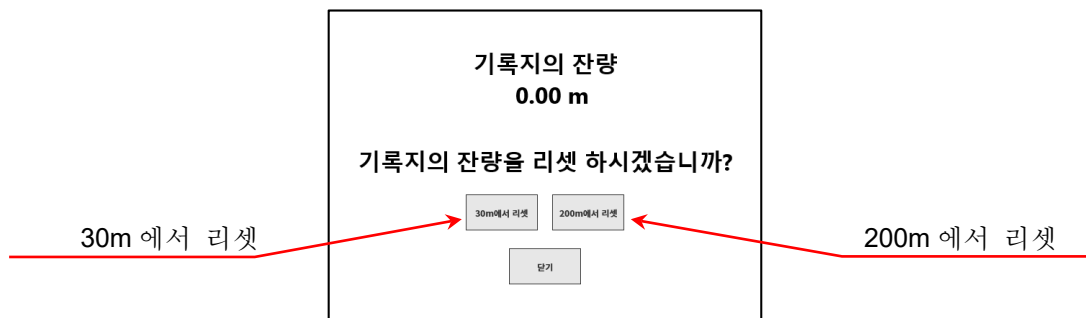 기록지의 잔량
0.00 m
기록지의 잔량을 리셋 하시겠습니까?
30m에서 리셋
200m에서 리셋
30m 에서 리셋
200m 에서 리셋
닫기